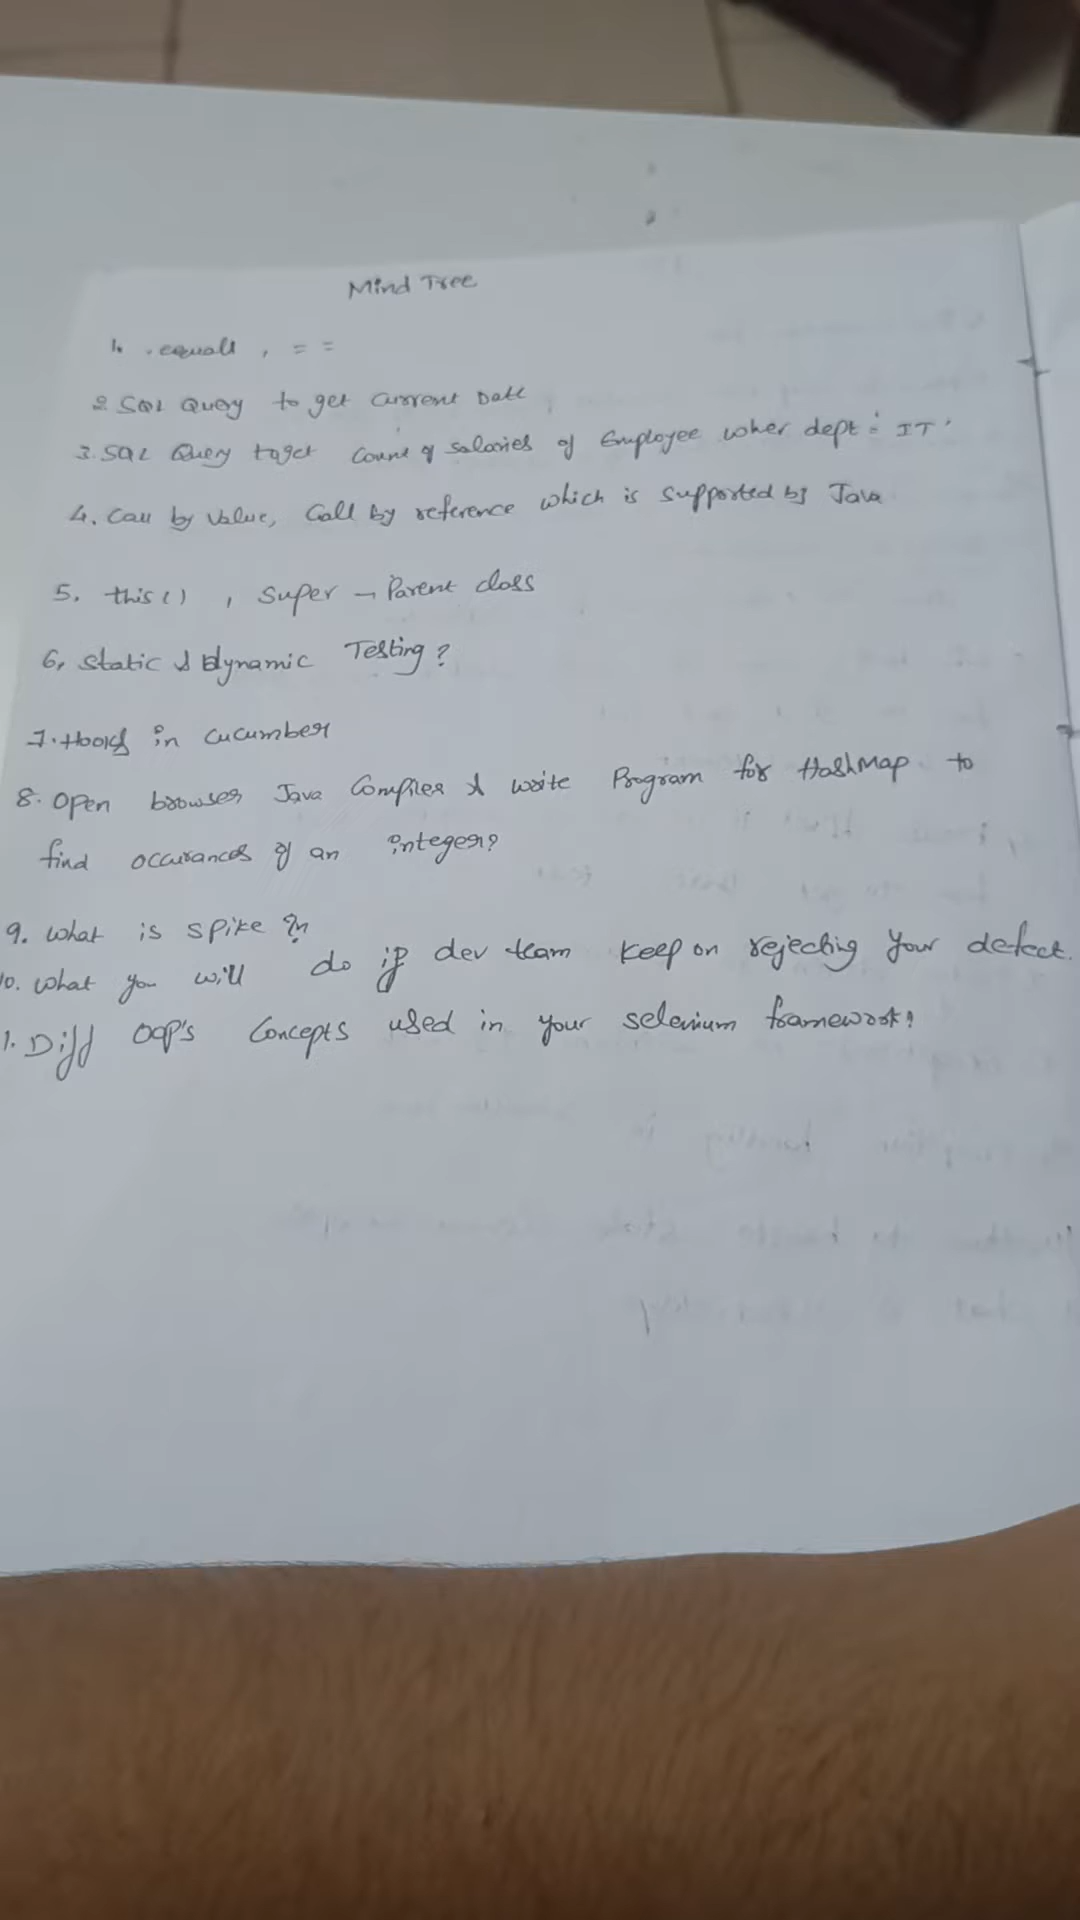 Mind Tree
1. .equals , = =
2. SQL Query to get Current Date
3. SQL Query toget Count of Salaries of Employee wher dept = IT.
4. Call by Value, Call by reference which is supported by Java
5. this() , Super → Parent class
6, Static & Dynamic Testing?
7. Hooks in cucumber
8. Open browser Java Compiler & write Program for HashMap to
find occurances of an integer?
9. What is spike in
10. What you will do if dev team keep on rejecting your defect.
1. Diff OOP's Concepts used in your selenium framework?